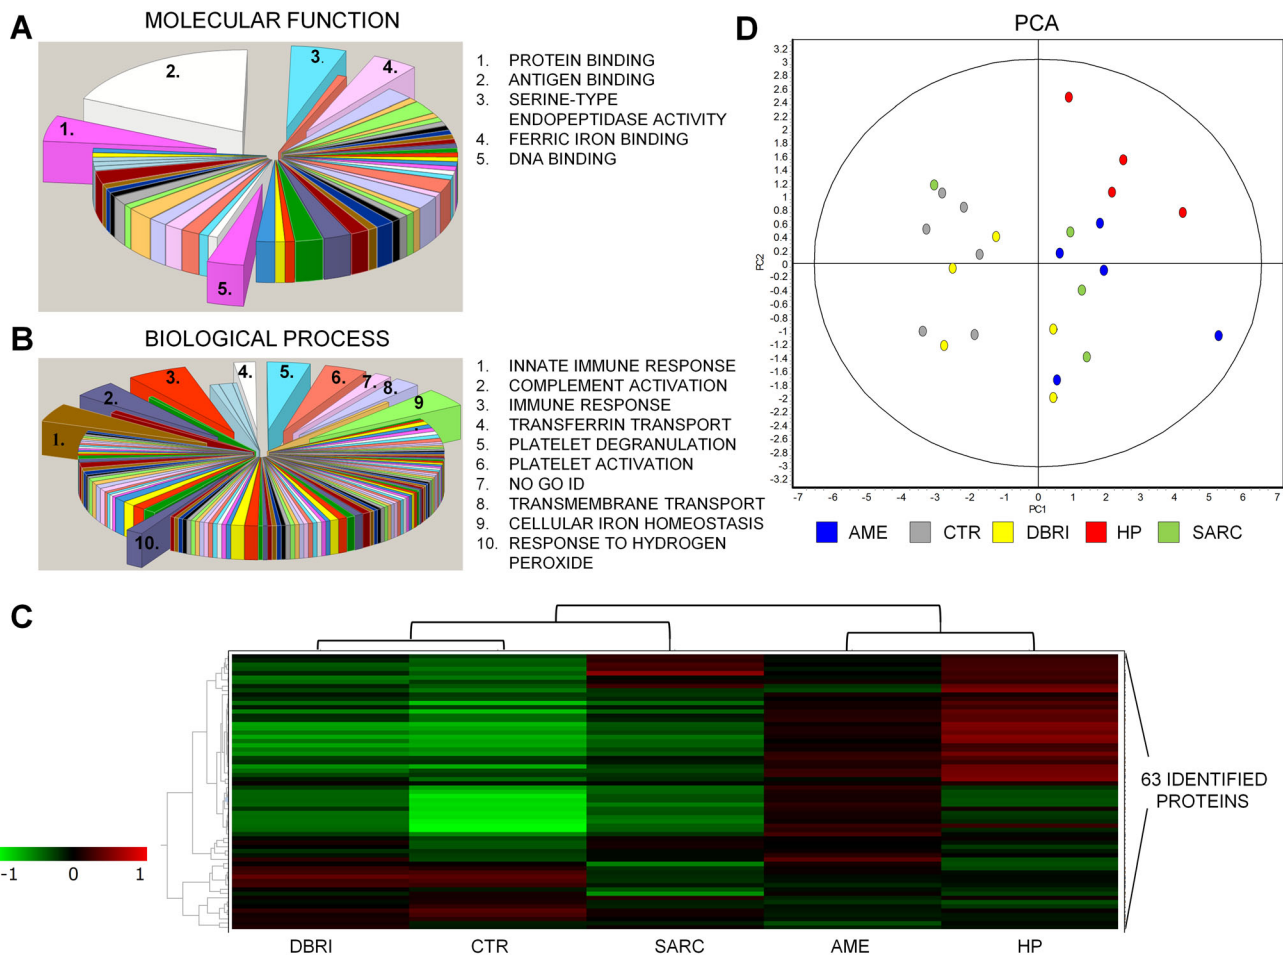 A
MOLECULAR FUNCTION
1.
2.
3.
4.
5.
1. PROTEIN BINDING
2. ANTIGEN BINDING
3. SERINE-TYPE
ENDOPEPTIDASE ACTIVITY
4. FERRIC IRON BINDING
5. DNA BINDING
B
BIOLOGICAL PROCESS
1.
2.
3.
4.
5.
6.
7.
8.
9
.
10.
1. INNATE IMMUNE RESPONSE
2. COMPLEMENT ACTIVATION
3. IMMUNE RESPONSE
4. TRANSFERRIN TRANSPORT
5. PLATELET DEGRANULATION
6. PLATELET ACTIVATION
7. NO GO ID
8. TRANSMEMBRANE TRANSPORT
9. CELLULAR IRON HOMEOSTASIS
10. RESPONSE TO HYDROGEN
PEROXIDE
D
PCA
3.2
3
2.8
2.6
2.4
2.2
2
1.8
1.6
1.4
1.2
1
0.8
0.6
0.4
0.2
0
-0.2
-0.4
-0.6
-0.8
-1
-1.2
-1.4
-1.6
-1.8
-2
-2.2
-2.4
-2.6
-2.8
-3
-3.2
PC2
-7 -6 -5 -4 -3 -2 -1 0 1 2 3 4 5 6 7
PC1
AME CTR DBRI HP SARC
C
63 IDENTIFIED
PROTEINS
-1 0 1
DBRI CTR SARC AME HP